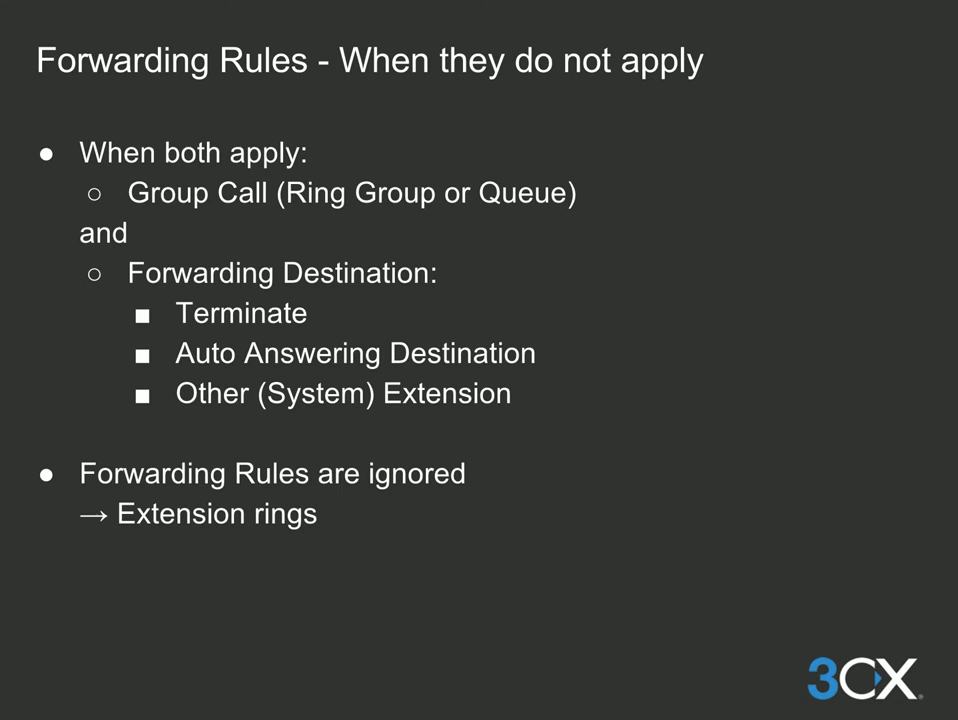 Forwarding Rules - When they do not apply
● When both apply:
○ Group Call (Ring Group or Queue)
and
○ Forwarding Destination:
■ Terminate
■ Auto Answering Destination
■ Other (System) Extension
● Forwarding Rules are ignored
→ Extension rings
3CX®